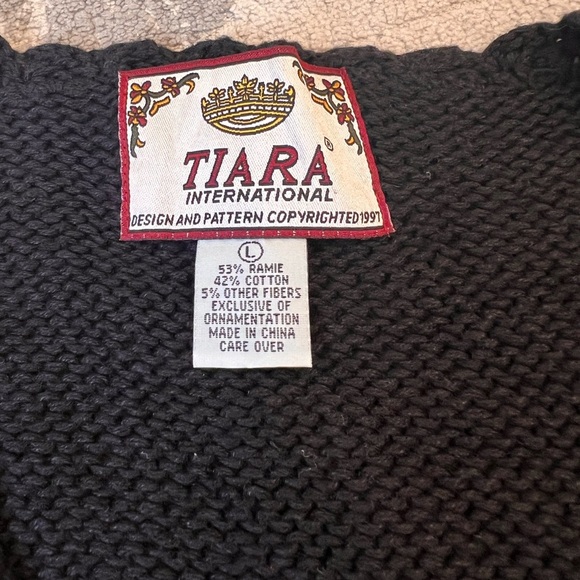 ®
TIARA
INTERNATIONAL
DESIGN AND PATTERN COPYRIGHTED 1997
L
53% RAMIE
42% COTTON
5% OTHER FIBERS
EXCLUSIVE OF
ORNAMENTATION
MADE IN CHINA
CARE OVER